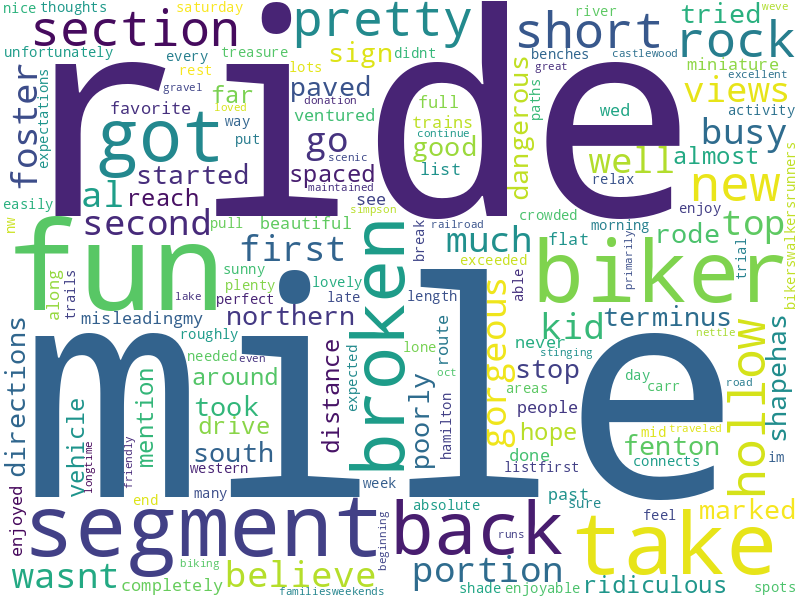 nice thoughts saturday
section pretty short river tried weve
unfortunately every treasure sign didnt benches castlewood rock
rest lots great miniature excellent
foster ride paved views
expectations gravel donation full wed activity
favorite far ventured trains dangerous paths
loved way put continue busy
got go good well almost
scenic list
started spaced relax new
al reach maintained see enjoy
easily simpson crowded
nw second pull beautiful railroad morning top
fun first break much flat rode bikerswalkersrunners
sunny exceeded primarily trial
along trails plenty lovely able biker
lake perfect late length
misleadingmy northern broken gorgeous kid terminus
roughly route never
needed even expected lone stinging nettle
directions mile around distance oct stop areas day carr road hollow shapehas
vehicle mention took poorly hamilton people
drive hope mid traveled
longtime friendly south done fenton
western listfirst connects im
enjoyed end many week past sure marked
segment absolute feel
back runs take
wasnt biking beginning portion
completely believe shade enjoyable ridiculous spots
familiesweekends